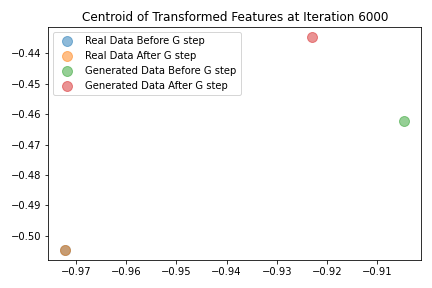 Centroid of Transformed Features at Iteration 6000
Real Data Before G step
Real Data After G step
Generated Data Before G step
Generated Data After G step
−0.44
−0.45
−0.46
−0.47
−0.48
−0.49
−0.50
−0.97 −0.96 −0.95 −0.94 −0.93 −0.92 −0.91